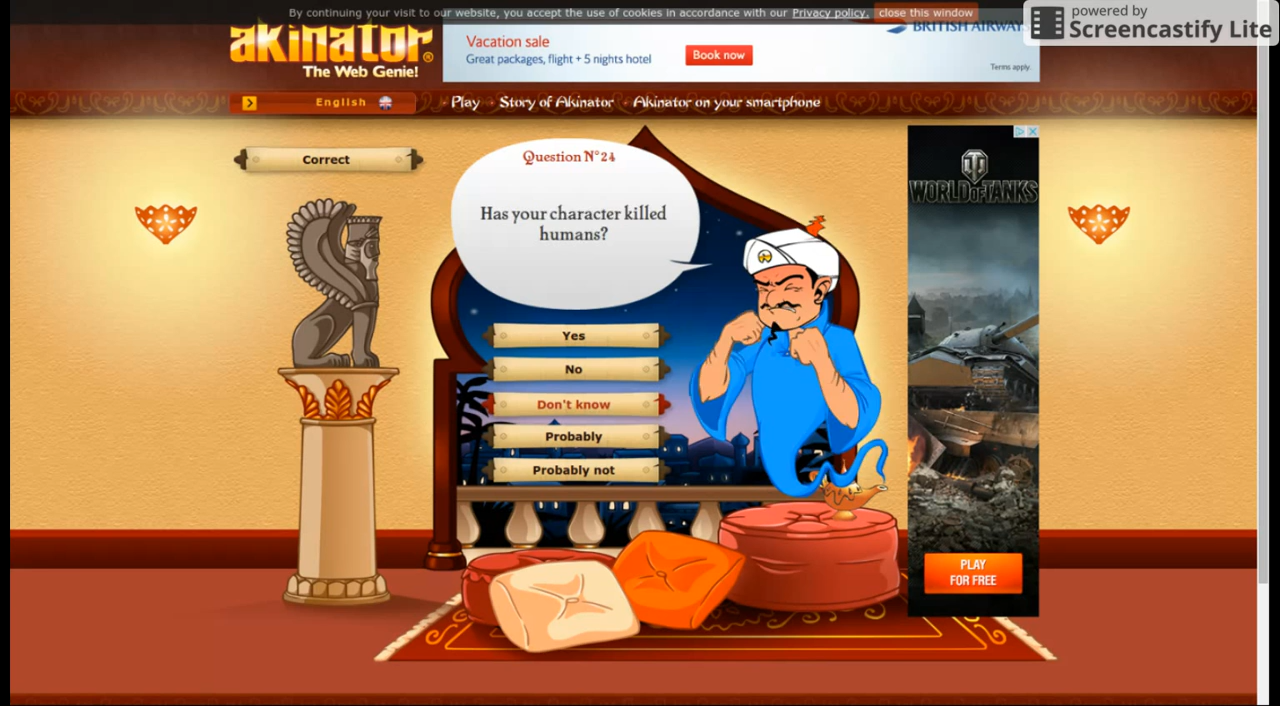 By continuing your visit to our website, you accept the use of cookies in accordance with our Privacy policy. close this window
powered by
Screencastify Lite
akinator®
The Web Genie!
Vacation sale
Great packages, flight + 5 nights hotel
Book now
BRITISH AIRWAYS
Terms apply.
English
Play
Story of Akinator
Akinator on your smartphone
Correct
Question N°24
Has your character killed
humans?
Yes
No
Don't know
Probably
Probably not
WORLD OF TANKS
PLAY
FOR FREE